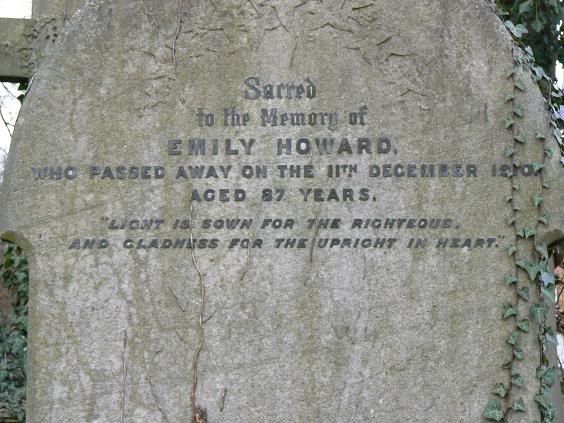 Sacred
to the Memory of
EMILY HOWARD,
WHO PASSED AWAY ON THE 11TH DECEMBER
AGED 87 YEARS.
"LIGHT IS SOWN FOR THE RIGHTEOUS.
AND GLADNESS FOR THE UPRIGHT IN HEART."